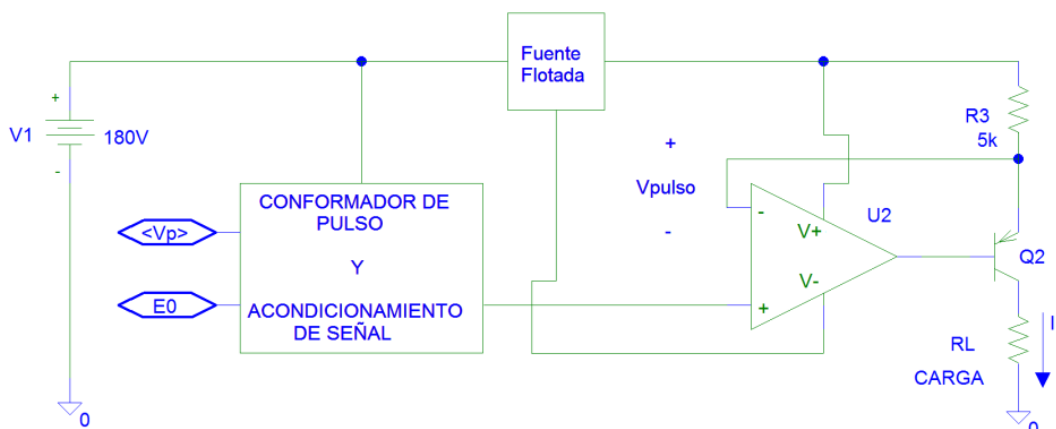 Fuente
Flotada
+
V1
180V
-
R3
5k
+
Vpulso
-
CONFORMADOR DE
PULSO
Y
ACONDICIONAMIENTO
DE SEÑAL
<Vp>
E0
-
V+
U2
V-
+
Q2
RL
CARGA
I
0
0